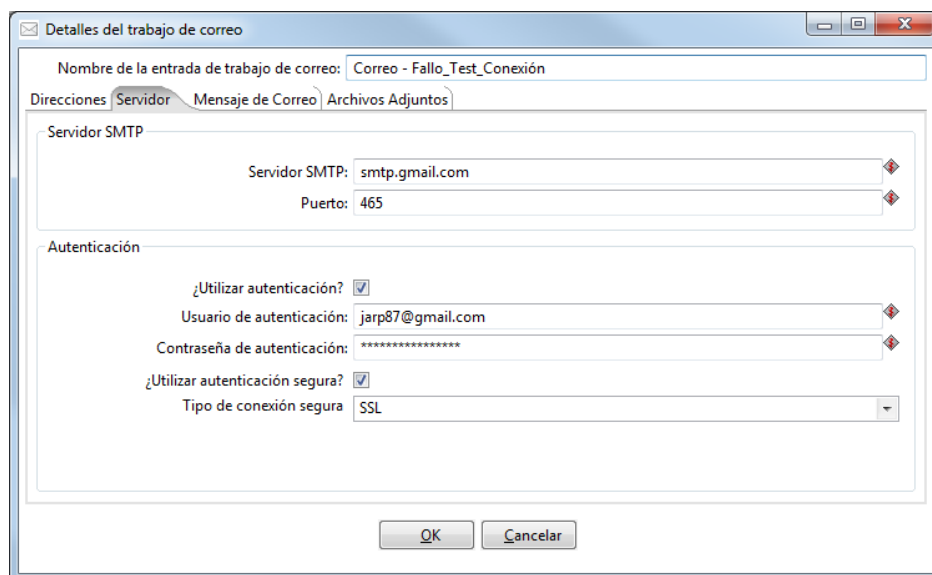 Detalles del trabajo de correo
Nombre de la entrada de trabajo de correo: Correo - Fallo_Test_Conexión
Direcciones Servidor Mensaje de Correo Archivos Adjuntos
Servidor SMTP
Servidor SMTP: smtp.gmail.com
Puerto: 465
Autenticación
¿Utilizar autenticación?
Usuario de autenticación: jarp87@gmail.com
Contraseña de autenticación: ****************
¿Utilizar autenticación segura?
Tipo de conexión segura SSL
OK Cancelar